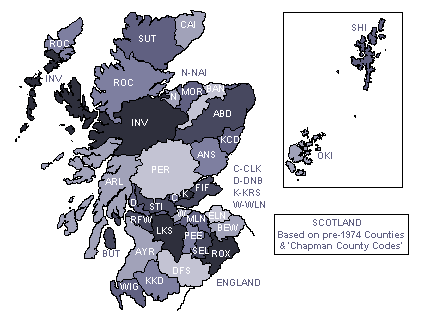 SHI
CAI
ROC
SUT
INV
ROC
N-NAI
N
MOR
BAN
ABD
INV
KCD
ANS
OKI
PER
C-CLK
D-DNB
K-KRS
W-WLN
ARL
FIF
K
C
D
STI
RFW
W
MLN
ELN
BEW
LKS
PEE
SEL
ROX
BUT
AYR
DFS
KKD
WIG
ENGLAND
SCOTLAND
Based on pre-1974 Counties
& 'Chapman County Codes'